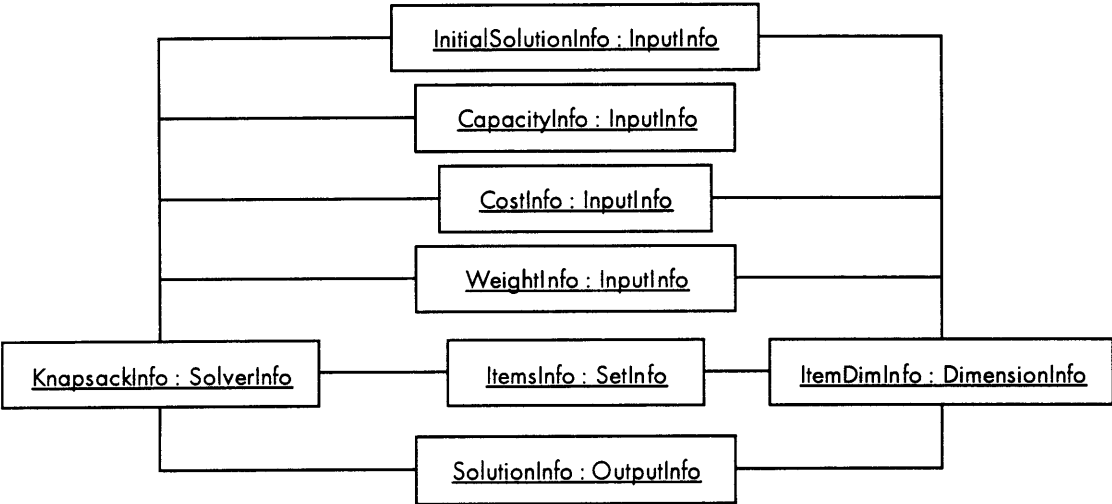 InitialSolutionInfo : InputInfo
CapacityInfo : InputInfo
CostInfo : InputInfo
WeightInfo : InputInfo
KnapsackInfo : SolverInfo
ItemsInfo : SetInfo
ItemDimInfo : DimensionInfo
SolutionInfo : OutputInfo